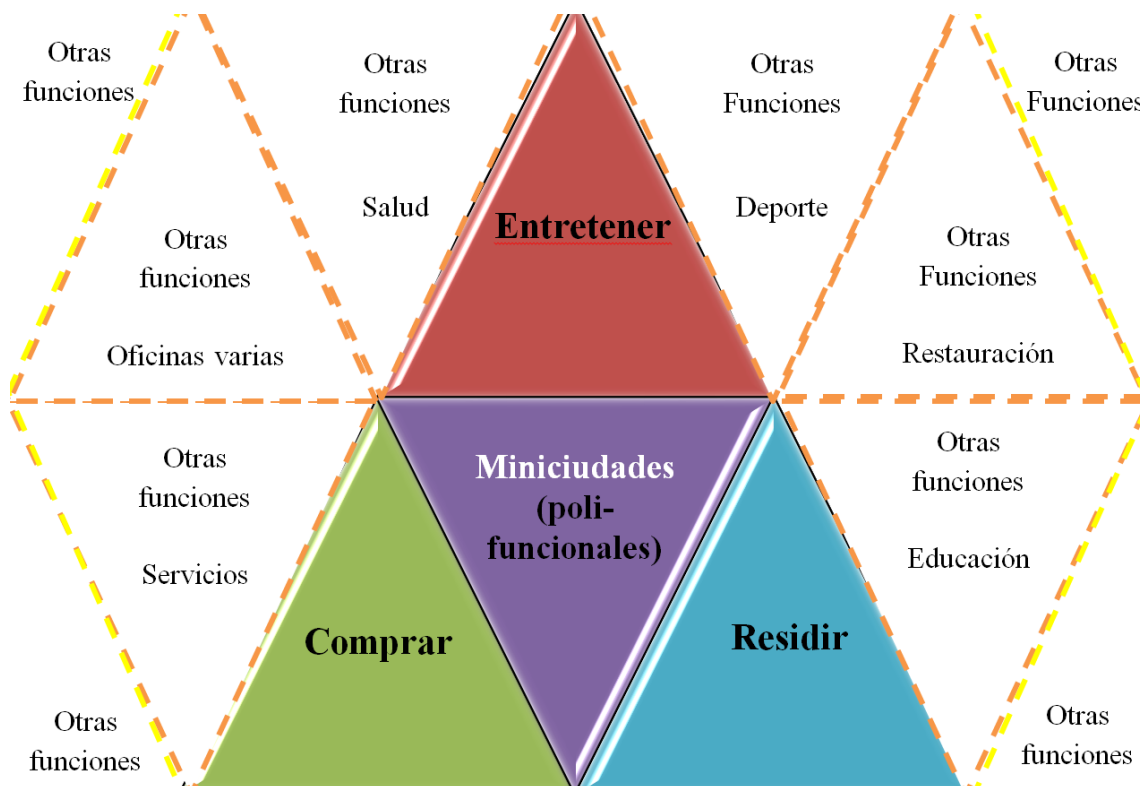 Otras
funciones
Otras
funciones
Otras
Funciones
Otras
Funciones
Salud
Entretener
Deporte
Otras
funciones
Otras
Funciones
Oficinas varias
Restauración
Otras
funciones
Miniciudades
(poli-
funcionales)
Otras
funciones
Servicios
Educación
Comprar
Residir
Otras
funciones
Otras
funciones